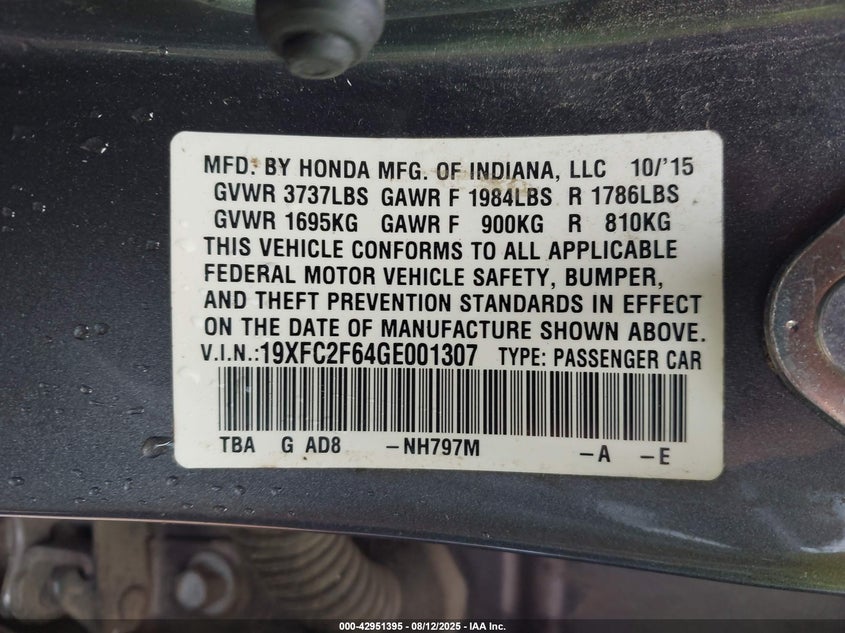 MFD. BY HONDA MFG. OF INDIANA, LLC 10/'15
GVWR 3737LBS GAWR F 1984LBS R 1786LBS
GVWR 1695KG GAWR F 900KG R 810KG
THIS VEHICLE CONFORMS TO ALL APPLICABLE
FEDERAL MOTOR VEHICLE SAFETY, BUMPER,
AND THEFT PREVENTION STANDARDS IN EFFECT
ON THE DATE OF MANUFACTURE SHOWN ABOVE.
V.I.N.:19XFC2F64GE001307 TYPE: PASSENGER CAR
TBA G AD8 -NH797M -A -E
000-42951395 - 08/12/2025 - IAA Inc.